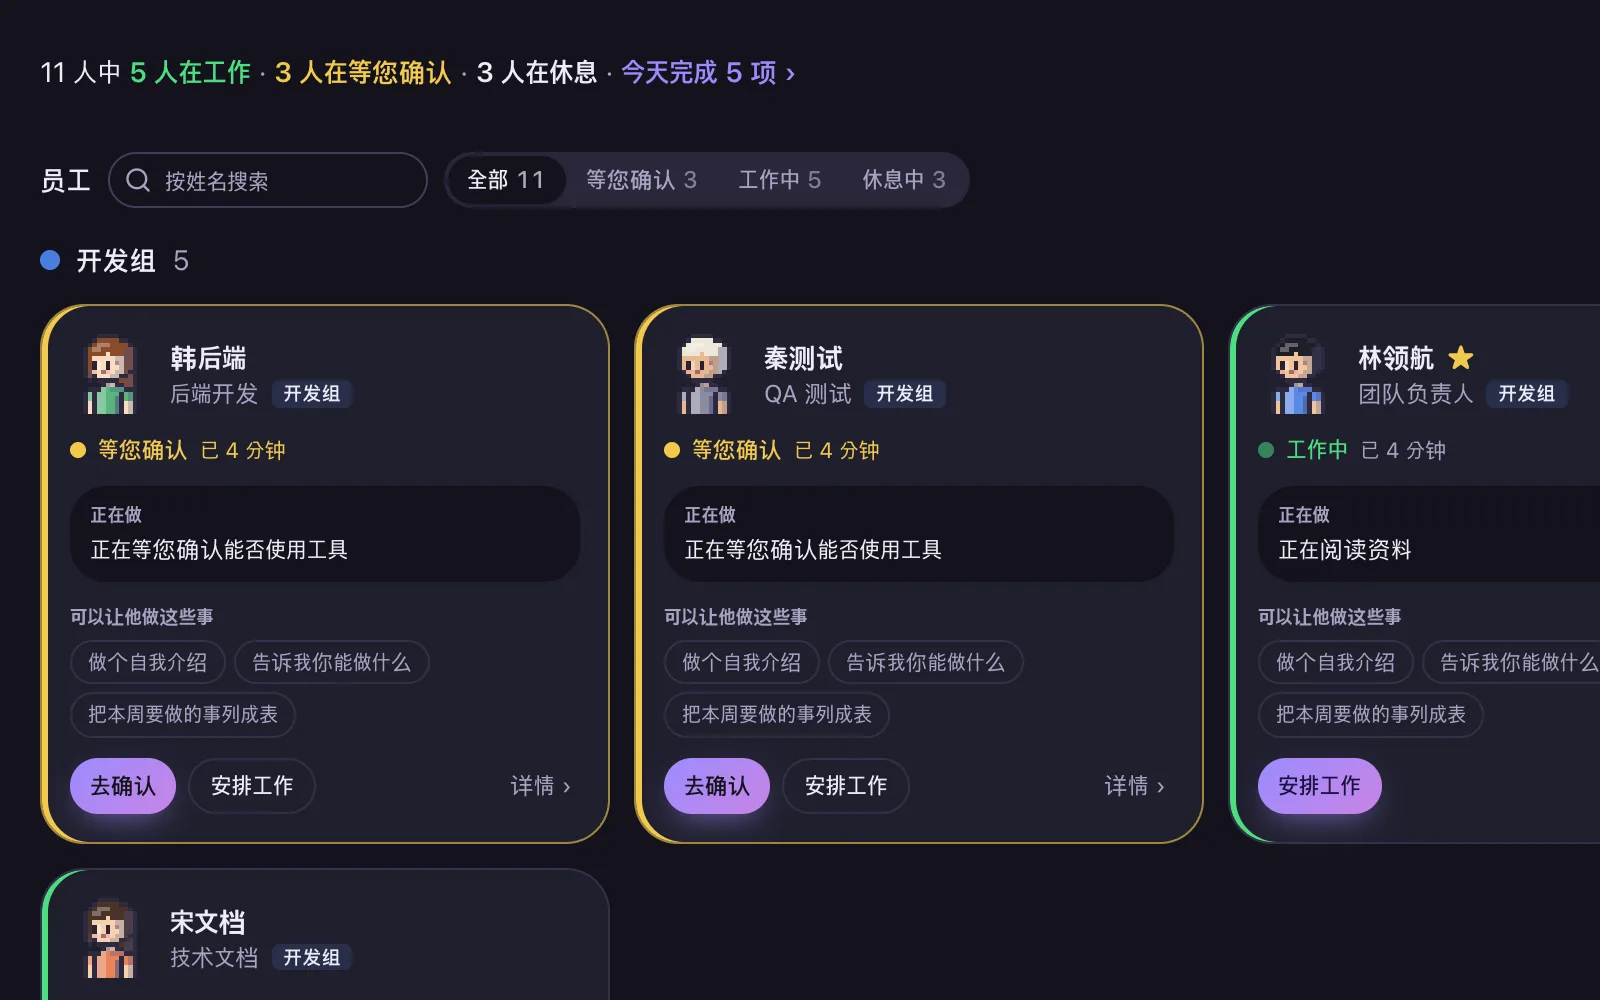 11 人中 5 人在工作 · 3 人在等您确认 · 3 人在休息 · 今天完成 5 项 ›
员工
按姓名搜索
全部 11
等您确认 3
工作中 5
休息中 3
开发组 5
韩后端
后端开发 开发组
等您确认 已 4 分钟
正在做
正在等您确认能否使用工具
可以让他做这些事
做个自我介绍
告诉我你能做什么
把本周要做的事列成表
去确认
安排工作
详情 ›
秦测试
QA 测试 开发组
等您确认 已 4 分钟
正在做
正在等您确认能否使用工具
可以让他做这些事
做个自我介绍
告诉我你能做什么
把本周要做的事列成表
去确认
安排工作
详情 ›
林领航
团队负责人 开发组
工作中 已 4 分钟
正在做
正在阅读资料
可以让他做这些事
做个自我介绍
告诉我你能做什么
把本周要做的事列成表
安排工作
宋文档
技术文档 开发组